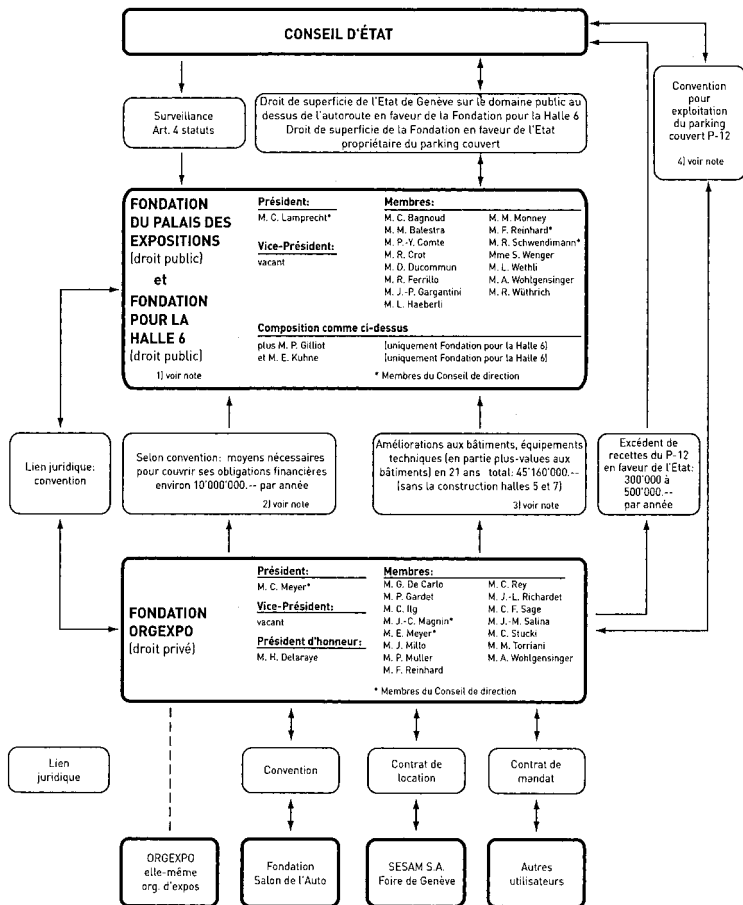 CONSEIL D'ÉTAT
Surveillance
Art. 4 statuts
Droit de superficie de l'Etat de Genève sur le domaine public au
dessus de l'autoroute en faveur de la Fondation pour la Halle 6
Droit de superficie de la Fondation en faveur de l'Etat
propriétaire du parking couvert
Convention
pour
exploitation
du parking
couvert P-12
4) voir note
FONDATION
DU PALAIS DES
EXPOSITIONS
(droit public)
et
FONDATION
POUR LA
HALLE 6
(droit public)
1) voir note
Président:
M. C. Lamprecht*
Vice-Président:
vacant
Membres:
M. C. Bagnoud
M. M. Balestra
M. P.-Y. Comte
M. R. Crot
M. D. Ducommun
M. R. Ferrillo
M. J.-P. Gargantini
M. L. Haeberli
M. M. Monney
M. F. Reinhard*
M. R. Schwendimann*
Mme S. Wenger
M. L. Wethli
M. A. Wohlgensinger
M. R. Wüthrich
Composition comme ci-dessus
plus M. P. Gilliot (uniquement Fondation pour la Halle 6)
et M. E. Kuhne (uniquement Fondation pour la Halle 6)
* Membres du Conseil de direction
Lien juridique:
convention
Selon convention: moyens nécessaires
pour couvrir ses obligations financières
environ 10'000'000.-- par année
2) voir note
Améliorations aux bâtiments, équipements
techniques (en partie plus-values aux
bâtiments) en 21 ans total: 45'160'000.--
(sans la construction halles 5 et 7)
3) voir note
Excédent de
recettes du P-12
en faveur de l'Etat:
300'000 à
500'000.--
par année
FONDATION
ORGEXPO
(droit privé)
Président:
M. C. Meyer*
Vice-Président:
vacant
Président d'honneur:
M. H. Delaraye
Membres:
M. G. De Carlo
M. P. Gardet
M. C. Ilg
M. J.-C. Magnin*
M. E. Meyer*
M. J. Millo
M. P. Muller
M. F. Reinhard
M. C. Rey
M. J.-L. Richardet
M. C. F. Sage
M. J.-M. Salina
M. C. Stucki
M. M. Torriani
M. A. Wohlgensinger
* Membres du Conseil de direction
Lien
juridique
Convention
Contrat de
location
Contrat de
mandat
ORGEXPO
elle-même
org. d'expos
Fondation
Salon de l'Auto
SESAM S.A.
Foire de Genève
Autres
utilisateurs